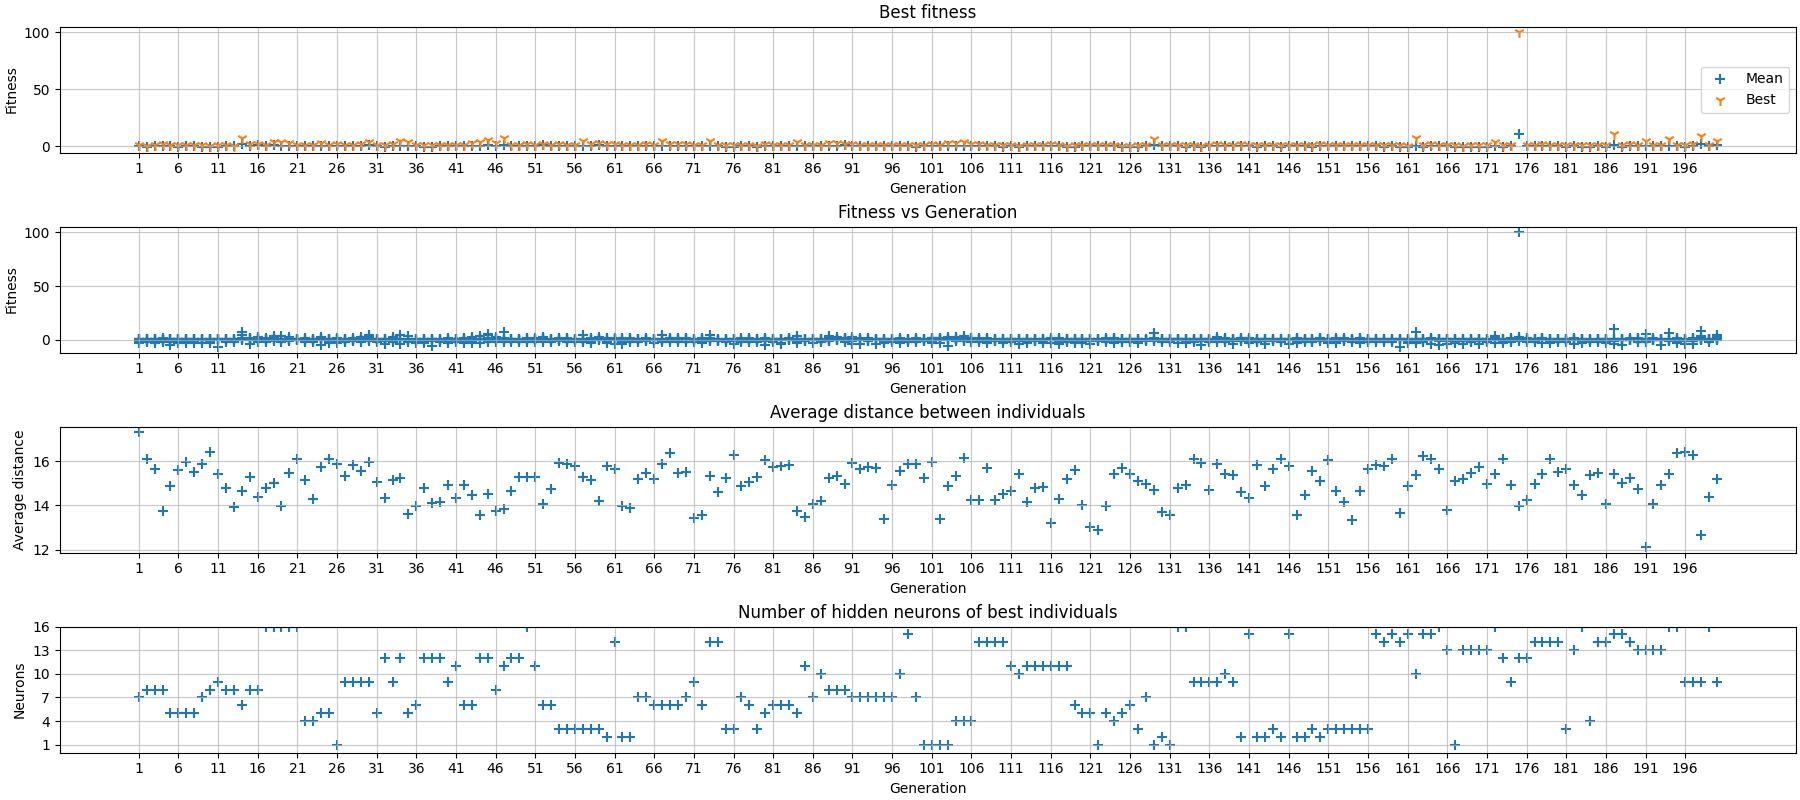 Best fitness
100
50
0
Fitness
Mean
Best
1 6 11 16 21 26 31 36 41 46 51 56 61 66 71 76 81 86 91 96 101 106 111 116 121 126 131 136 141 146 151 156 161 166 171 176 181 186 191 196
Generation
Fitness vs Generation
100
50
0
Fitness
1 6 11 16 21 26 31 36 41 46 51 56 61 66 71 76 81 86 91 96 101 106 111 116 121 126 131 136 141 146 151 156 161 166 171 176 181 186 191 196
Generation
Average distance between individuals
16
14
12
Average distance
1 6 11 16 21 26 31 36 41 46 51 56 61 66 71 76 81 86 91 96 101 106 111 116 121 126 131 136 141 146 151 156 161 166 171 176 181 186 191 196
Generation
Number of hidden neurons of best individuals
16
13
10
7
4
1
Neurons
1 6 11 16 21 26 31 36 41 46 51 56 61 66 71 76 81 86 91 96 101 106 111 116 121 126 131 136 141 146 151 156 161 166 171 176 181 186 191 196
Generation